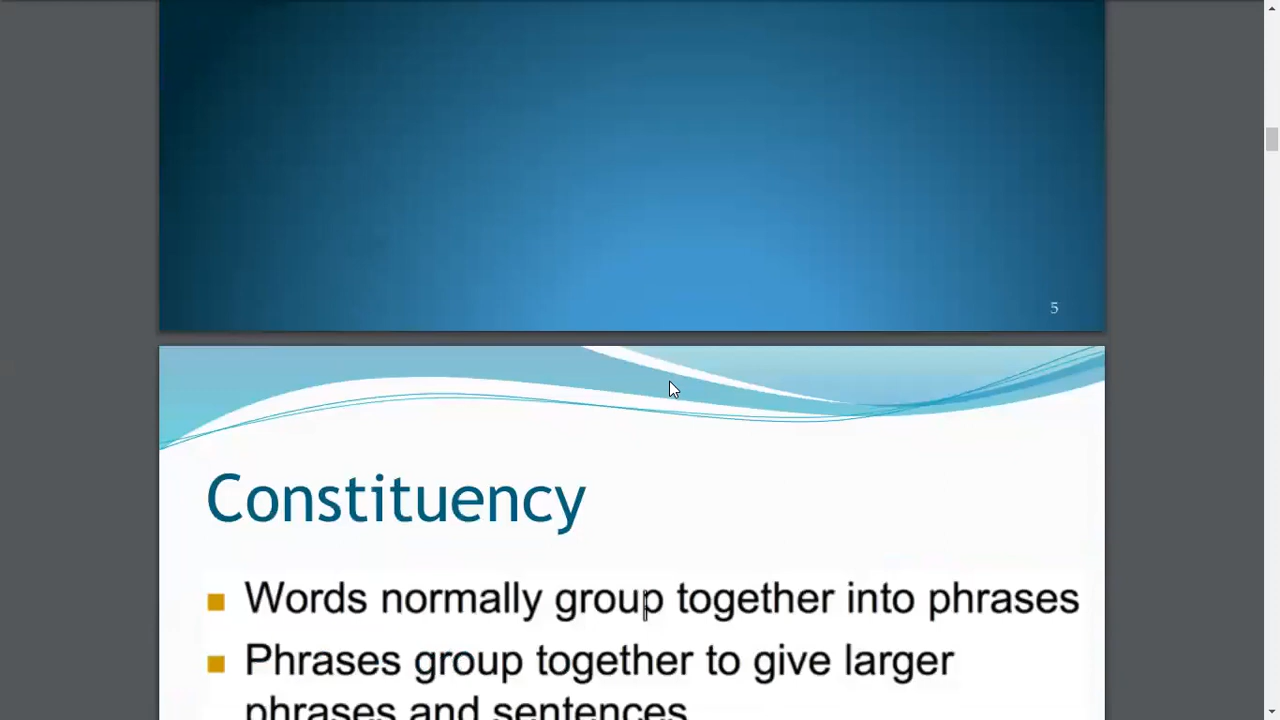 5
Constituency
Words normally group together into phrases
Phrases group together to give larger
phrases and sentences